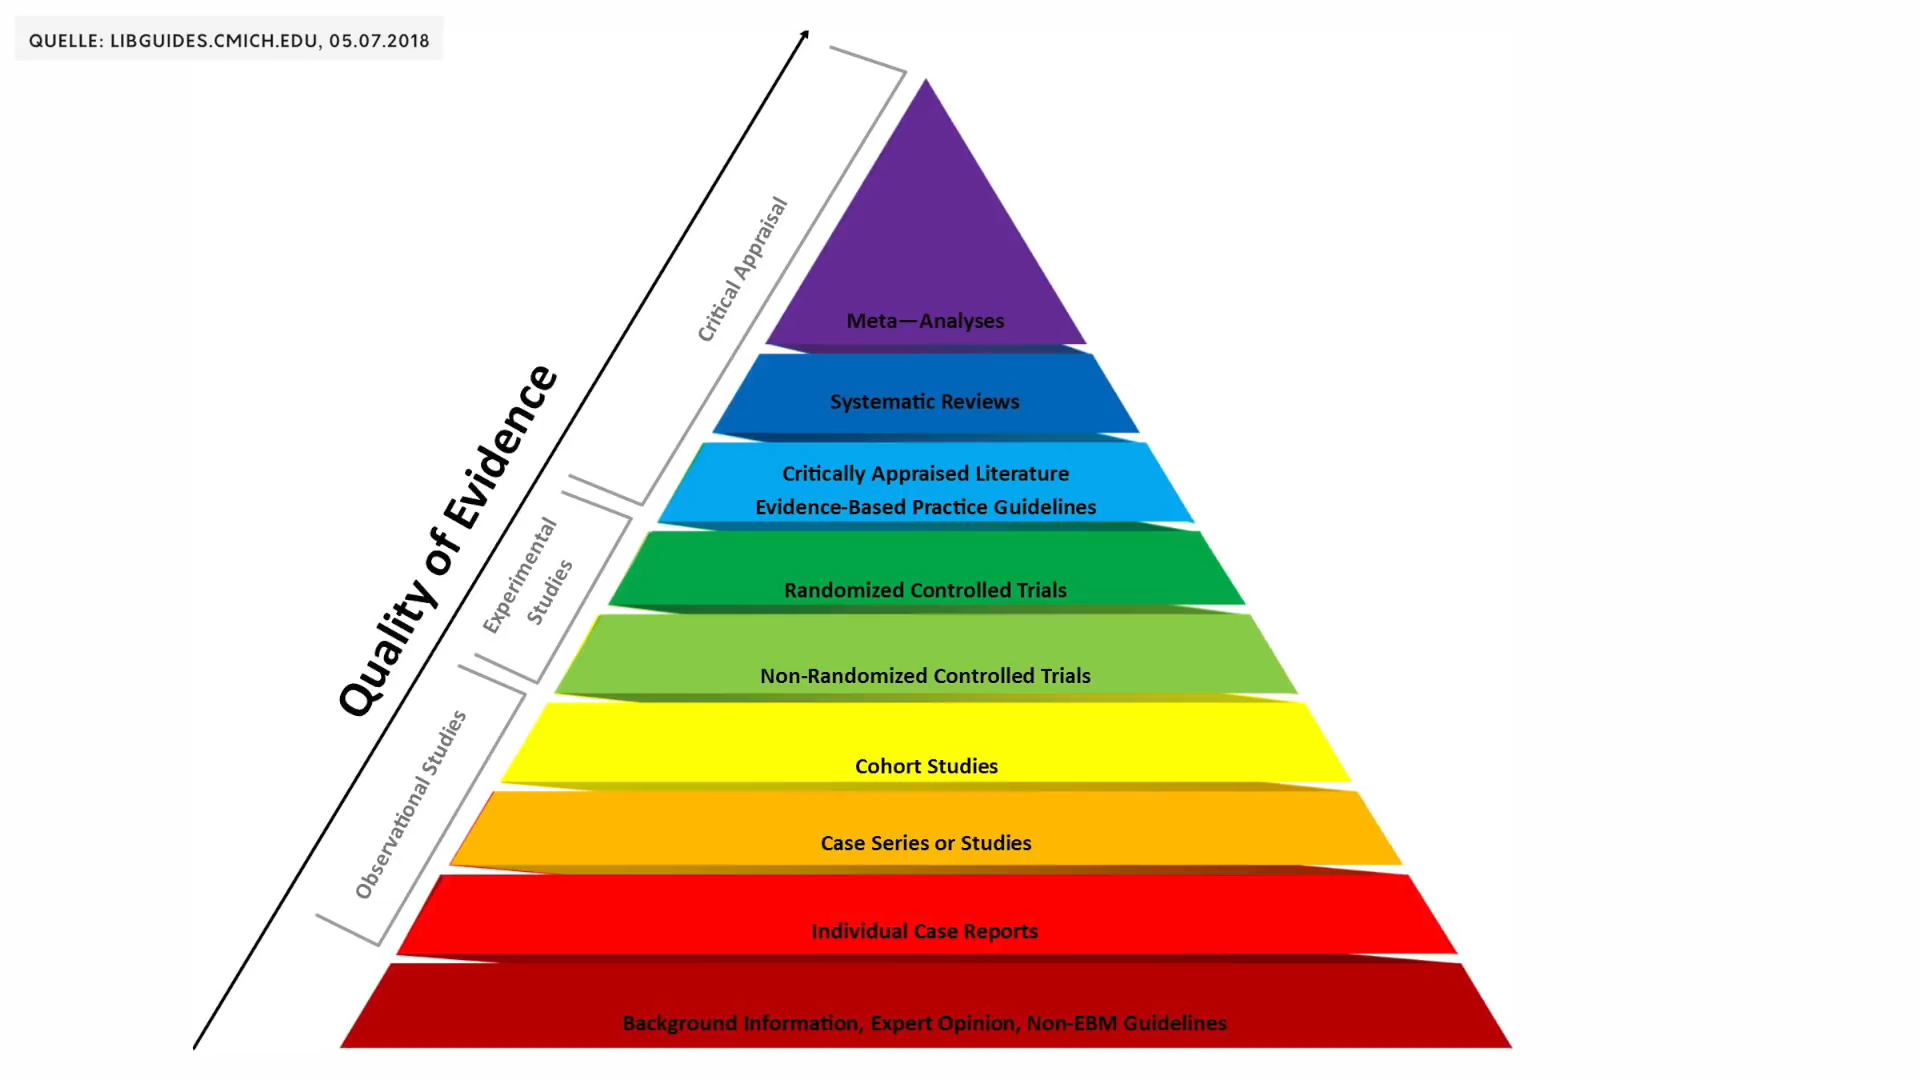 QUELLE: LIBGUIDES.CMICH.EDU, 05.07.2018
Quality of Evidence
Critical Appraisal
Experimental
Studies
Observational Studies
Meta—Analyses
Systematic Reviews
Critically Appraised Literature
Evidence-Based Practice Guidelines
Randomized Controlled Trials
Non-Randomized Controlled Trials
Cohort Studies
Case Series or Studies
Individual Case Reports
Background Information, Expert Opinion, Non-EBM Guidelines